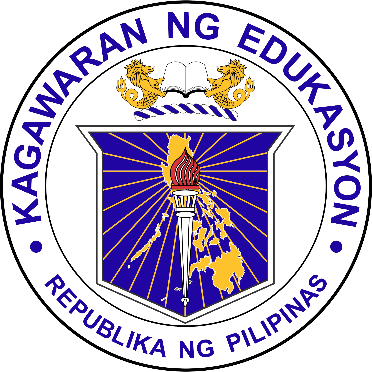 KAGAWARAN NG EDUKASYON
REPUBLIKA NG PILIPINAS